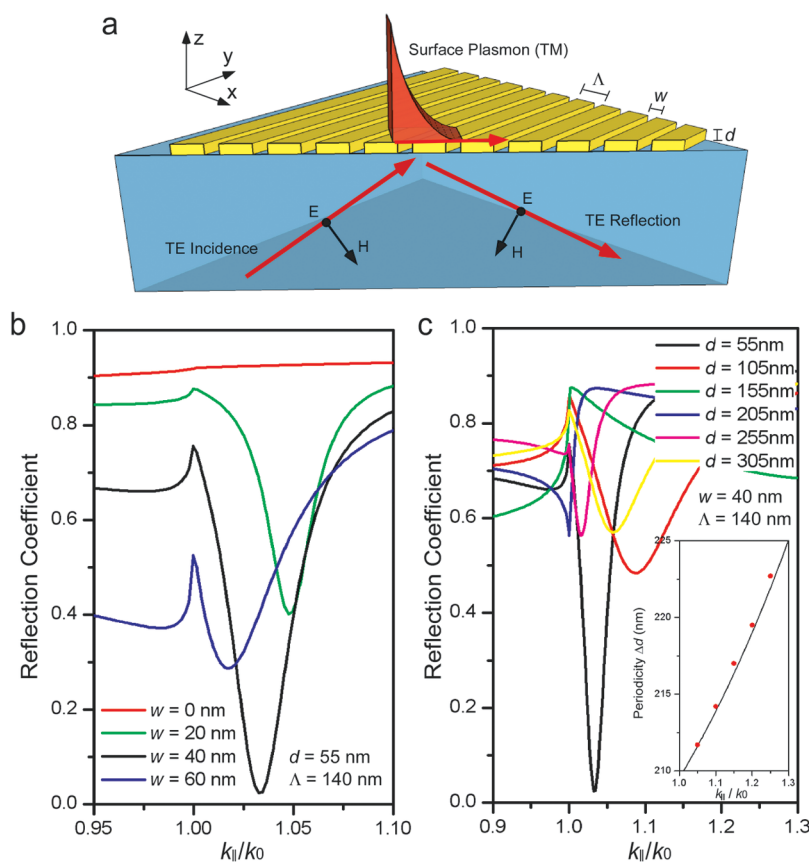 a
z
y
x
Surface Plasmon (TM)
Λ
w
d
E
E
TE Incidence
H
H
TE Reflection
b
1.0
0.8
0.6
0.4
0.2
0.0
Reflection Coefficient
w = 0 nm
w = 20 nm
w = 40 nm
w = 60 nm
d = 55 nm
Λ = 140 nm
0.95 1.00 1.05 1.10
k||/k0
c
1.0
0.8
0.6
0.4
0.2
0.0
Reflection Coefficient
d = 55nm
d = 105nm
d = 155nm
d = 205nm
d = 255nm
d = 305nm
w = 40 nm
Λ = 140 nm
225
220
215
210
Periodicity Δd (nm)
1.0 1.1 1.2 1.3
k|| / k0
0.9 1.0 1.1 1.2 1.3
k||/k0